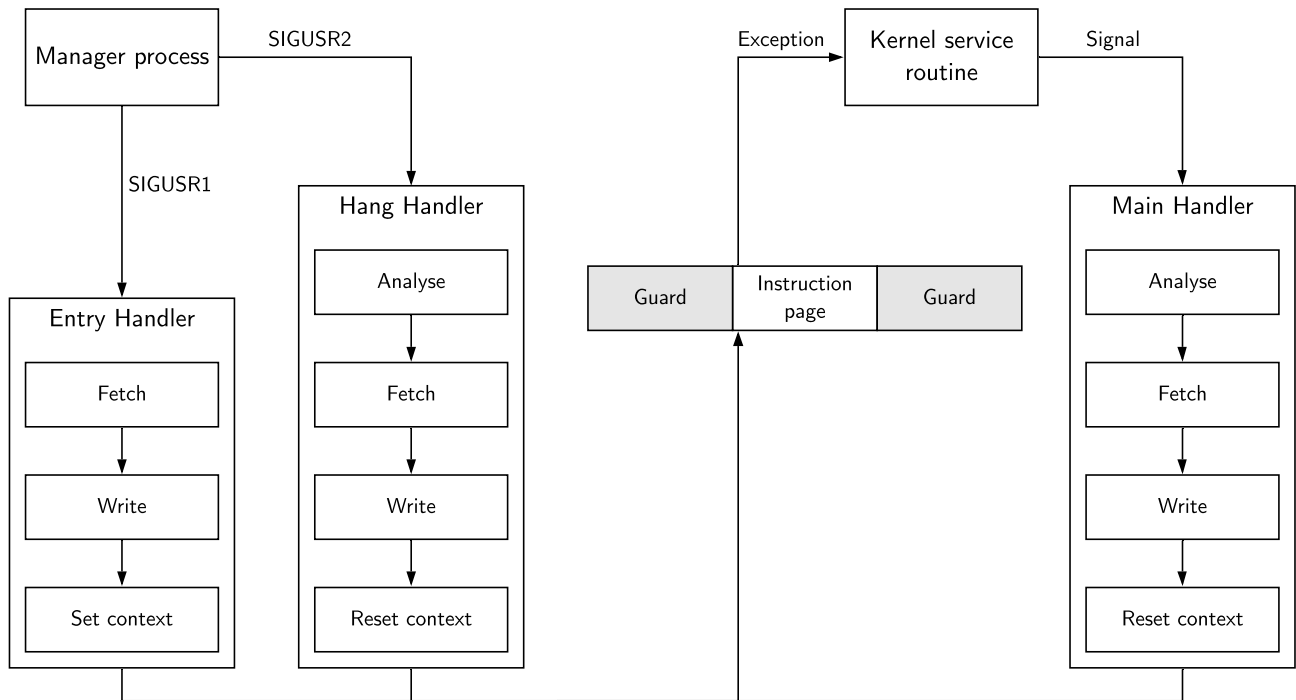 Manager process
SIGUSR2
Exception
Kernel service
routine
Signal
SIGUSR1
Entry Handler
Fetch
Write
Set context
Hang Handler
Analyse
Fetch
Write
Reset context
Guard
Instruction
page
Guard
Main Handler
Analyse
Fetch
Write
Reset context